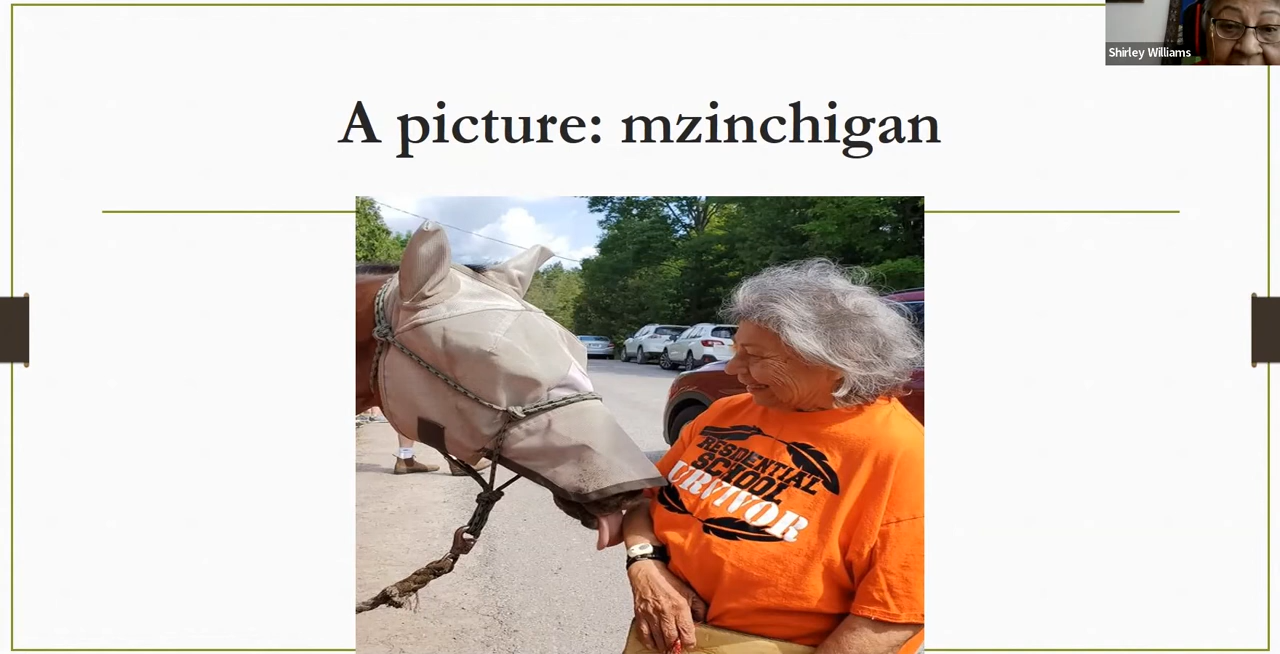 Shirley Williams
A picture: mzinchigan
RESIDENTIAL
SCHOOL
SURVIVOR